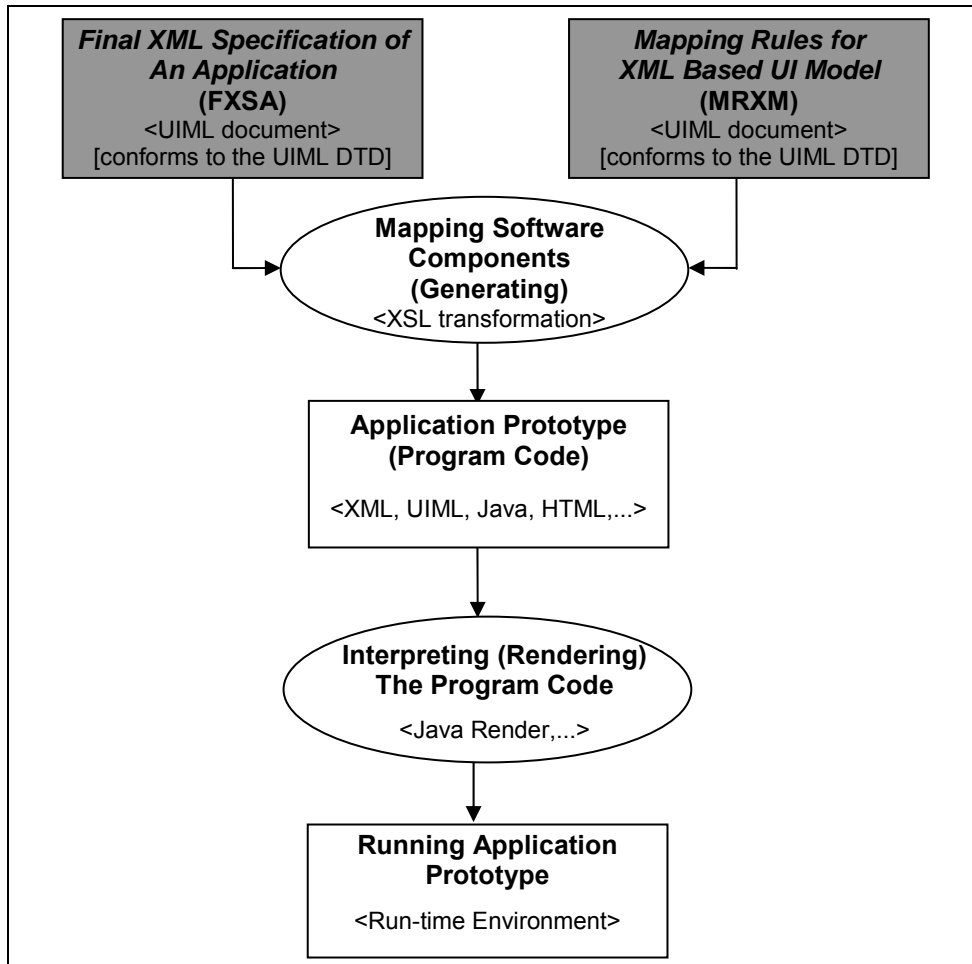 Final XML Specification of
An Application
(FXSA)
<UIML document>
[conforms to the UIML DTD]
Mapping Rules for
XML Based UI Model
(MRXM)
<UIML document>
[conforms to the UIML DTD]
Mapping Software
Components
(Generating)
<XSL transformation>
Application Prototype
(Program Code)
<XML, UIML, Java, HTML,...>
Interpreting (Rendering)
The Program Code
<Java Render,...>
Running Application
Prototype
<Run-time Environment>